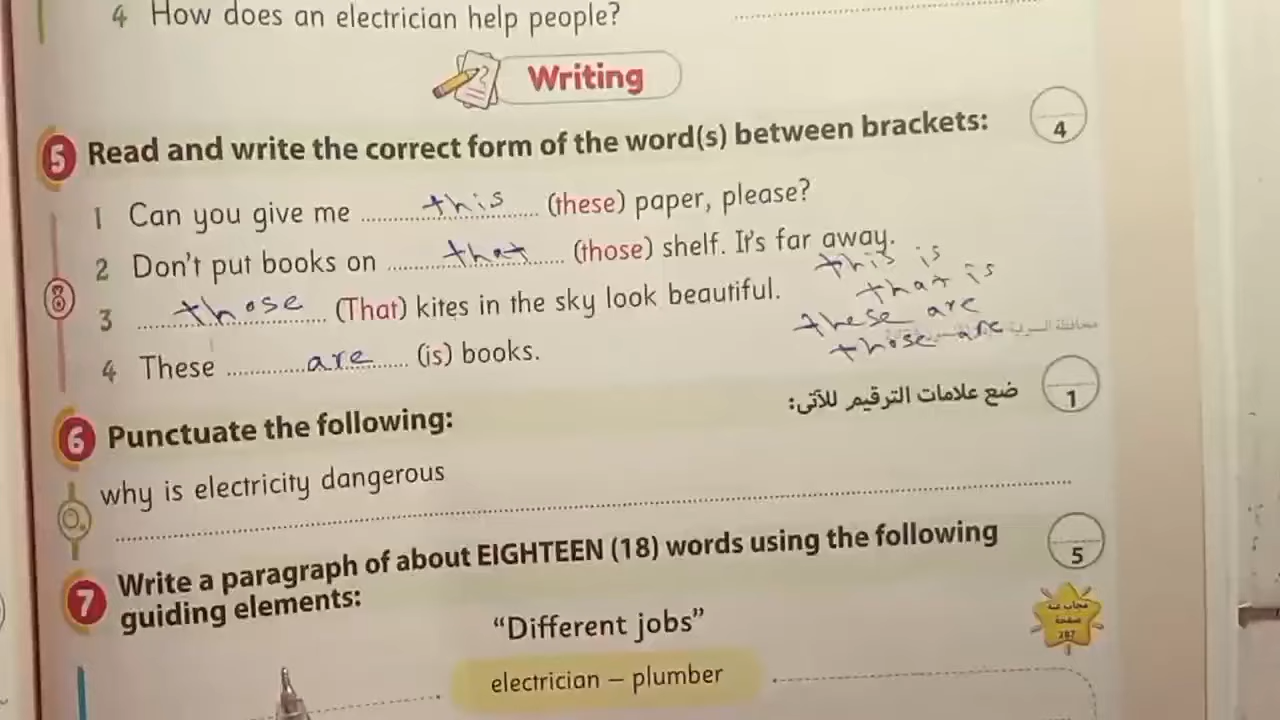 4 How does an electrician help people?
Writing
5 Read and write the correct form of the word(s) between brackets:
4
1 Can you give me this (these) paper, please?
2 Don't put books on that (those) shelf. It's far away.
this is
that is
8
3 those (That) kites in the sky look beautiful.
these are
those are
4 These are (is) books.
6 Punctuate the following:
ضع علامات الترقيم للآتى:
1
why is electricity dangerous
7 Write a paragraph of about EIGHTEEN (18) words using the following
guiding elements:
5
"Different jobs"
مجاب عنه
صفحة
287
electrician – plumber